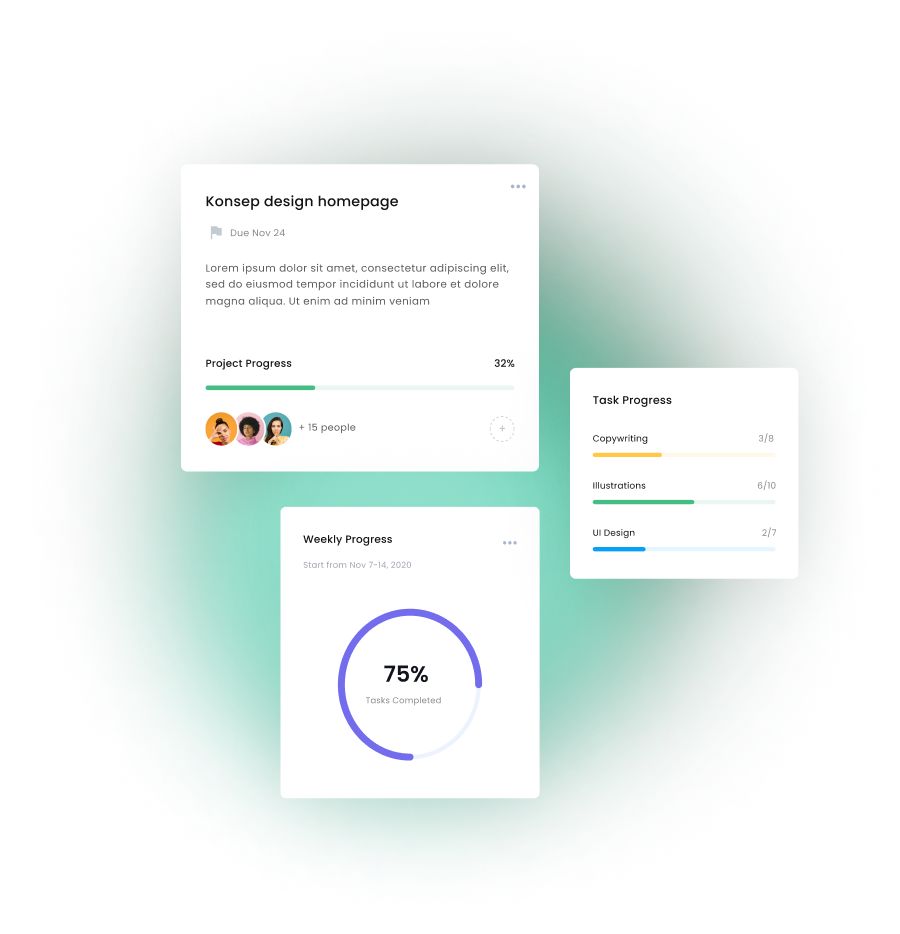 Konsep design homepage
Due Nov 24
Lorem ipsum dolor sit amet, consectetur adipiscing elit,
sed do eiusmod tempor incididunt ut labore et dolore
magna aliqua. Ut enim ad minim veniam
Project Progress 32%
+ 15 people +
Task Progress
Copywriting 3/8
Illustrations 6/10
UI Design 2/7
Weekly Progress
Start from Nov 7-14, 2020
75%
Tasks Completed